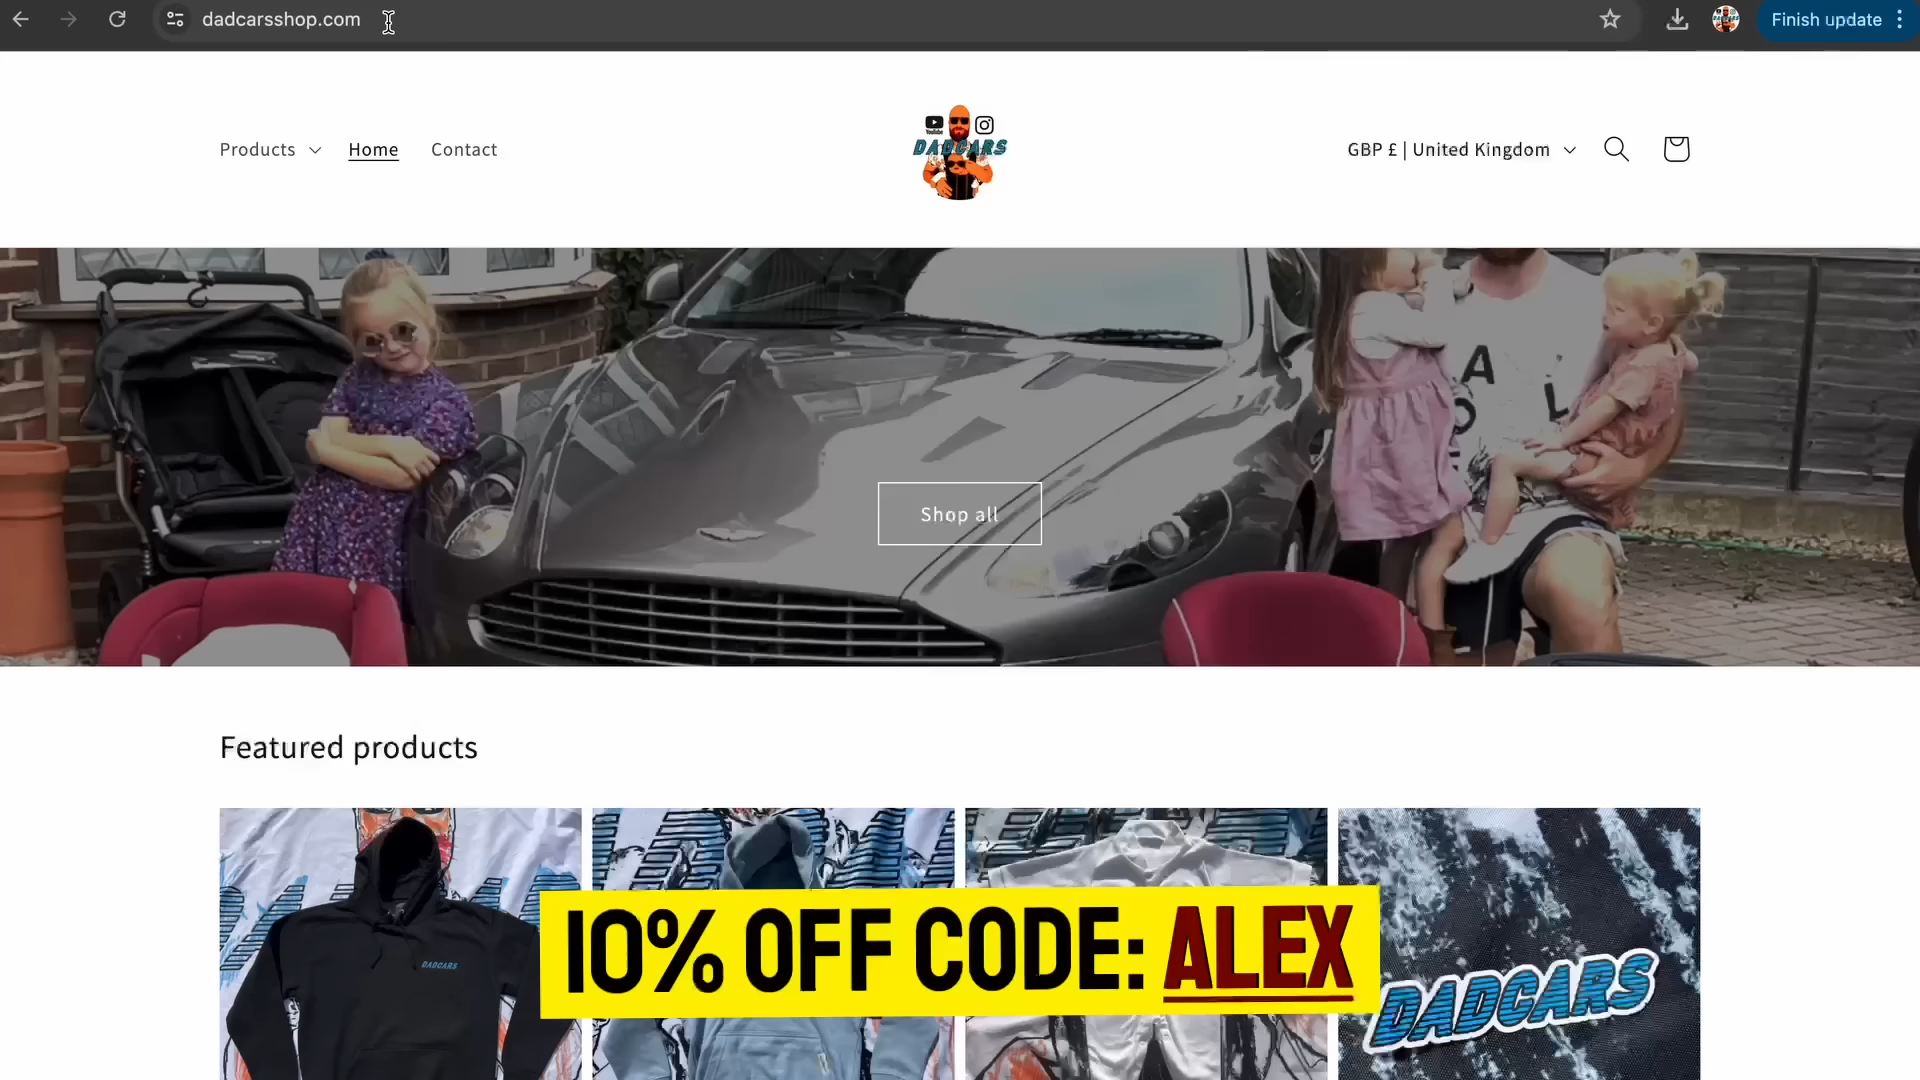 dadcarsshop.com
Finish update
Products
Home
Contact
YouTube
DADCARS
GBP £ | United Kingdom
Shop all
Featured products
DADCARS
10% OFF CODE: ALEX
DADCARS